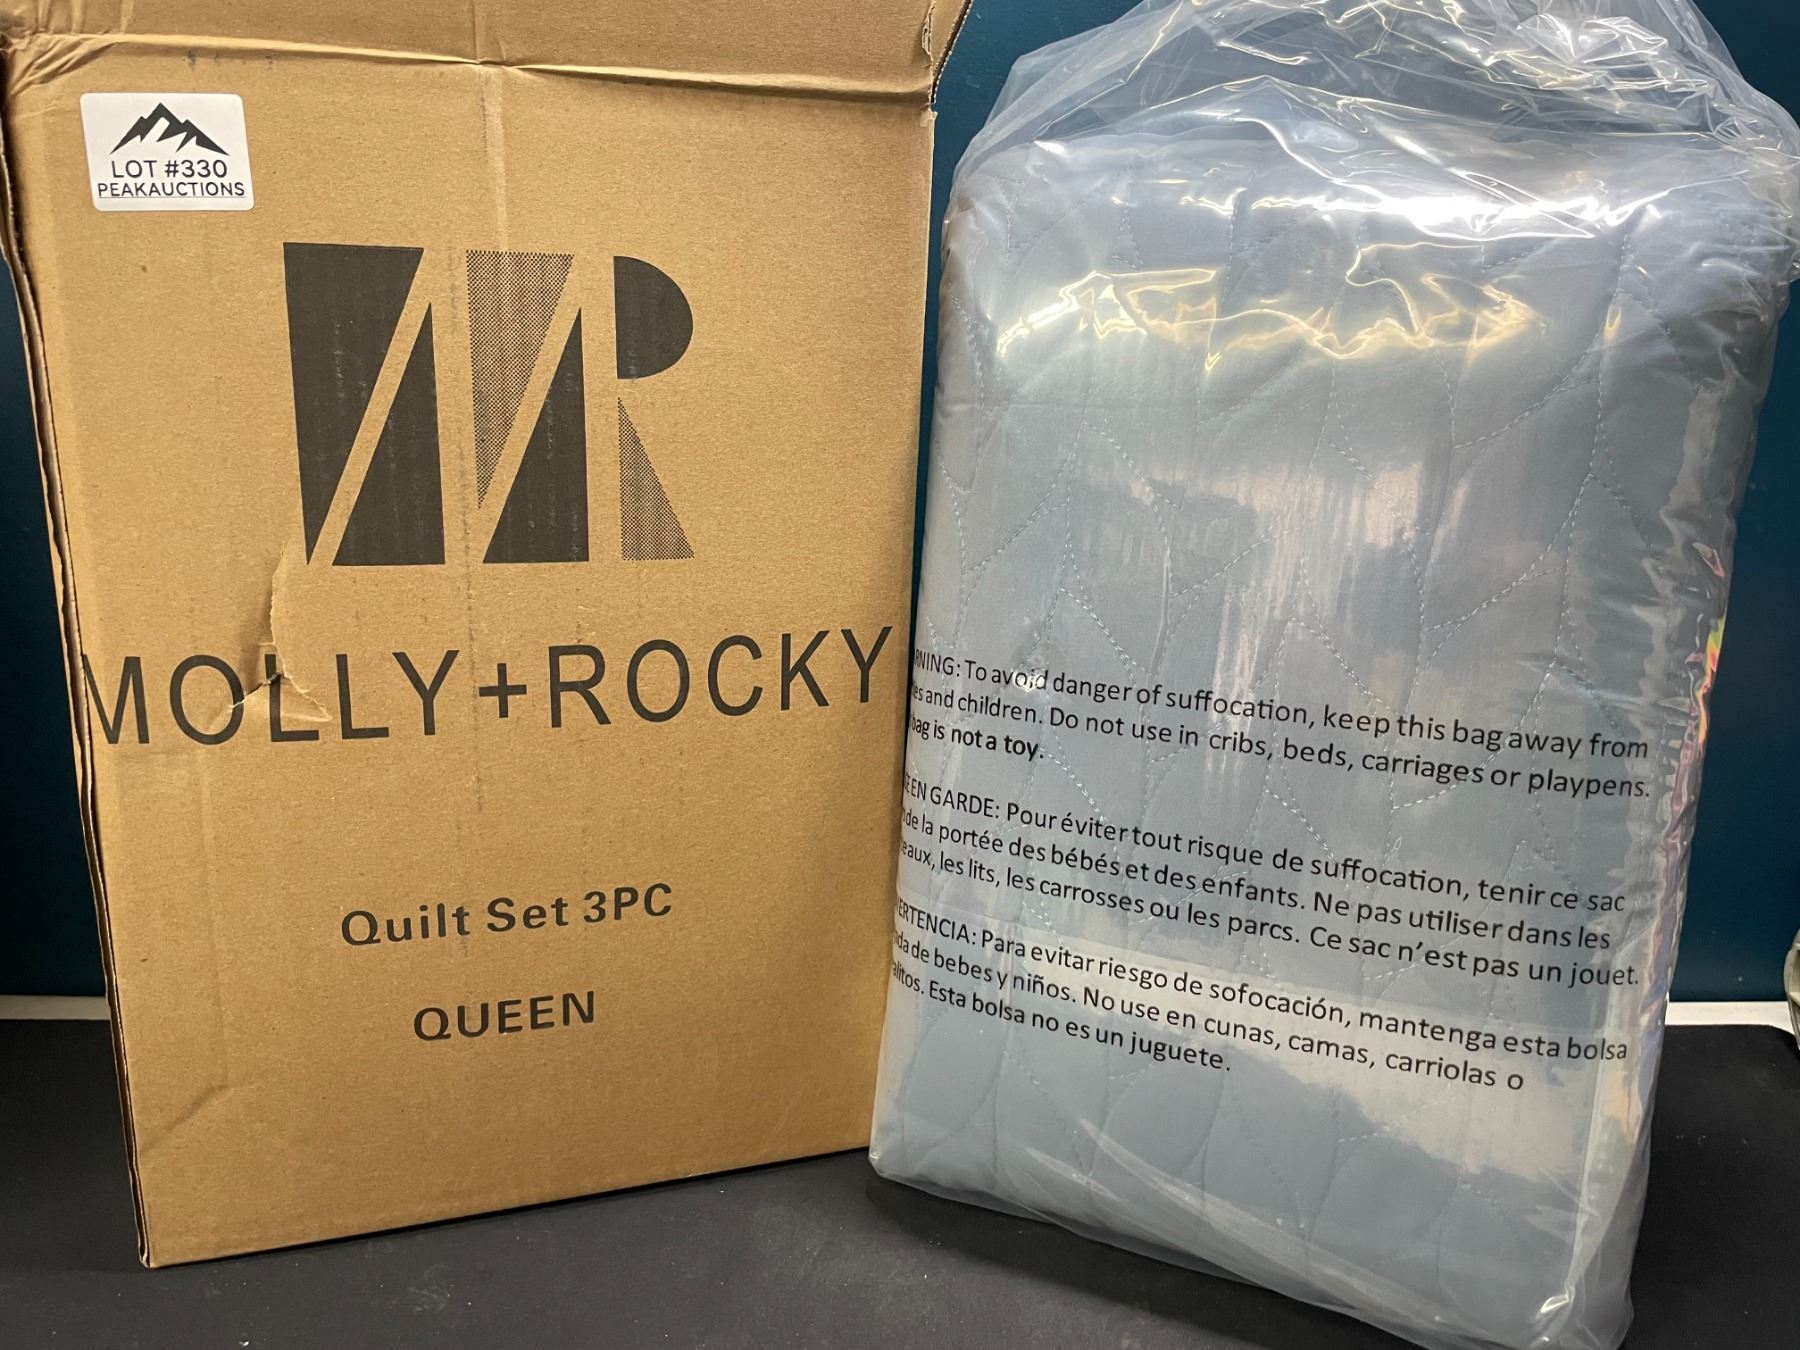 LOT #330
PEAKAUCTIONS
MR
MOLLY+ROCKY
Quilt Set 3PC
QUEEN
To avoid danger of suffocation, keep this bag away from
and children. Do not use in cribs, beds, carriages or playpens.
bag is not a toy.
EN GARDE: Pour éviter tout risque de suffocation, tenir ce sac
de la portée des bébés et des enfants. Ne pas utiliser dans les
les lits, les carrosses ou les parcs. Ce sac n'est pas un jouet.
Para evitar riesgo de sofocación, mantenga esta bolsa
de bebes y niños. No use en cunas, camas, carriolas o
Esta bolsa no es un juguete.